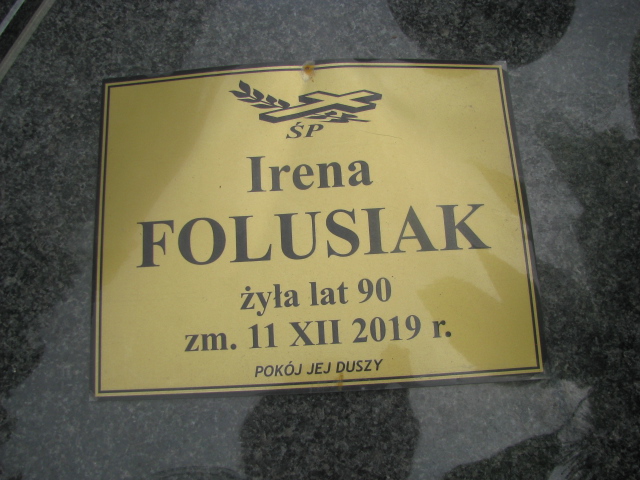 ŚP
Irena
FOLUSIAK
żyła lat 90
zm. 11 XII 2019 r.
POKÓJ JEJ DUSZY